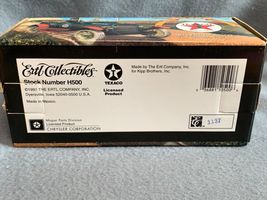 Ertl Collectibles
Stock Number H500
©1997 THE ERTL COMPANY, INC.
Dyersville, Iowa 52040-0500 U.S.A.
Made in Mexico.
TEXACO
Licensed
Product
Made by The Ertl Company, Inc.
for Kipp Brothers, Inc.
Mopar Parts Division
Licensed Product
CHRYSLER CORPORATION